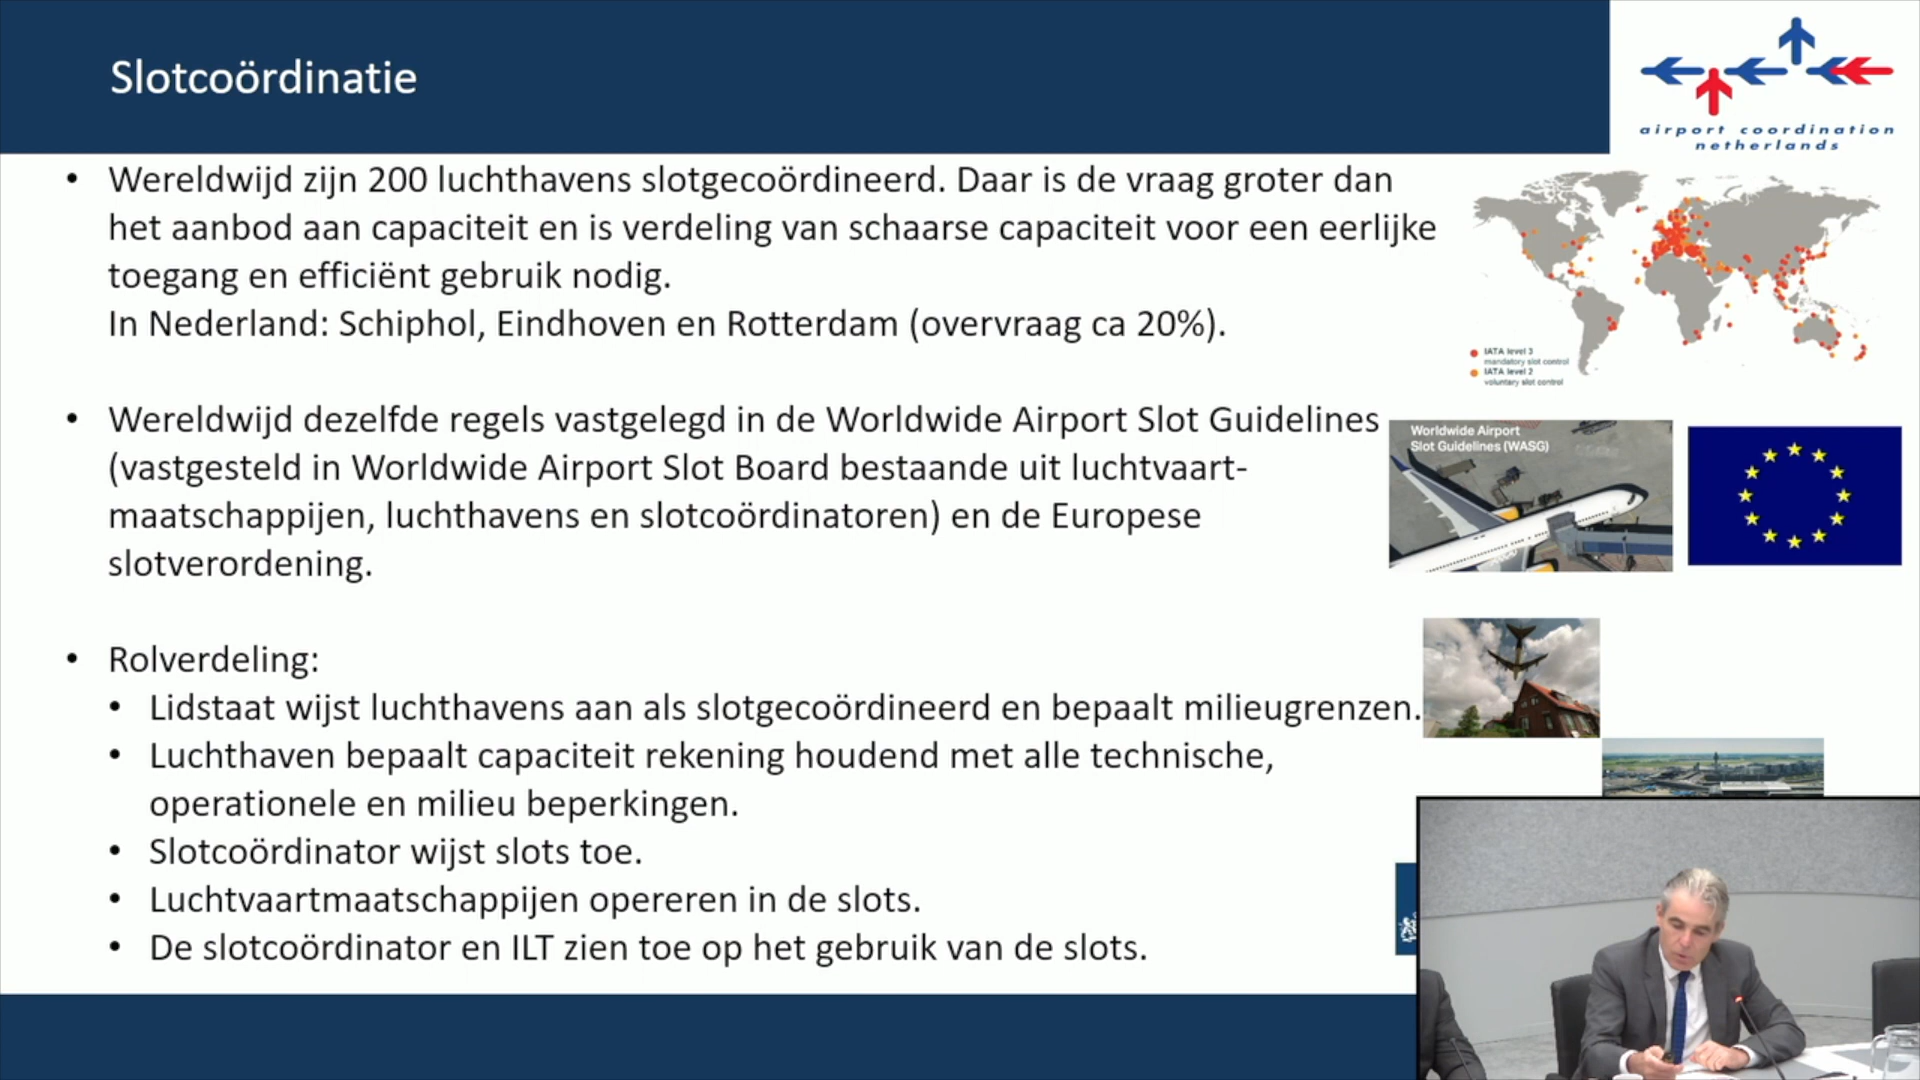 Slotcoördinatie
airport coordination
netherlands
• Wereldwijd zijn 200 luchthavens slotgecoördineerd. Daar is de vraag groter dan
het aanbod aan capaciteit en is verdeling van schaarse capaciteit voor een eerlijke
toegang en efficiënt gebruik nodig.
In Nederland: Schiphol, Eindhoven en Rotterdam (overvraag ca 20%).
IATA level 3
mandatory slot control
IATA level 2
voluntary slot control
• Wereldwijd dezelfde regels vastgelegd in de Worldwide Airport Slot Guidelines
(vastgesteld in Worldwide Airport Slot Board bestaande uit luchtvaart-
maatschappijen, luchthavens en slotcoördinatoren) en de Europese
slotverordening.
Worldwide Airport
Slot Guidelines (WASG)
• Rolverdeling:
• Lidstaat wijst luchthavens aan als slotgecoördineerd en bepaalt milieugrenzen.
• Luchthaven bepaalt capaciteit rekening houdend met alle technische,
operationele en milieu beperkingen.
• Slotcoördinator wijst slots toe.
• Luchtvaartmaatschappijen opereren in de slots.
• De slotcoördinator en ILT zien toe op het gebruik van de slots.